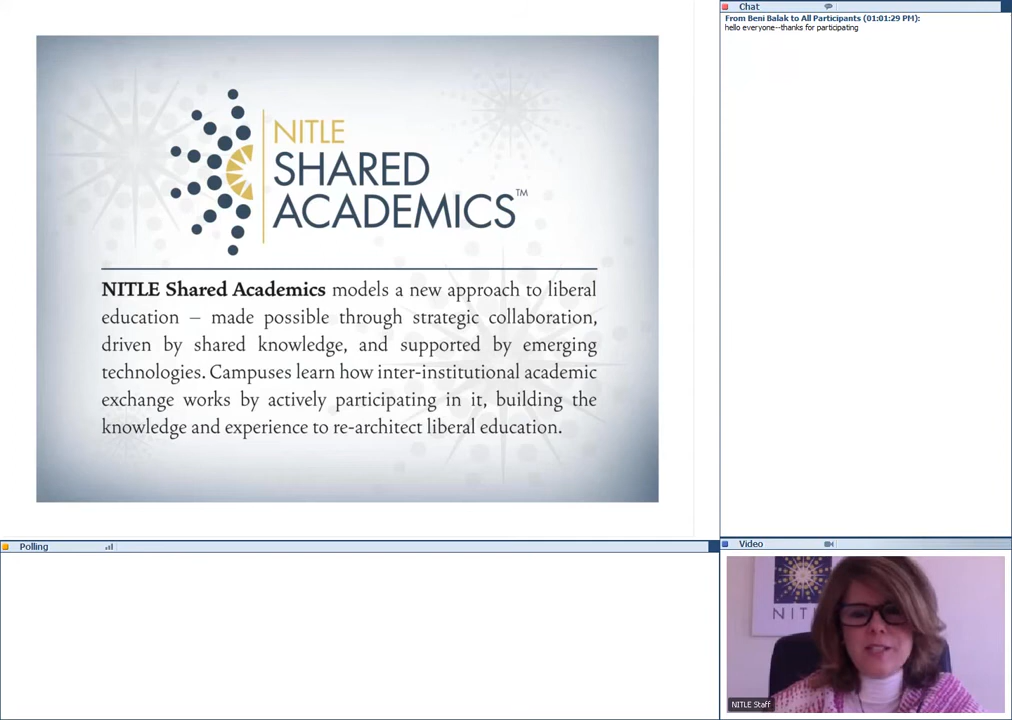 Chat
From Beni Balak to All Participants (01:01:29 PM):
hello everyone--thanks for participating
NITLE
SHARED
ACADEMICS™
NITLE Shared Academics models a new approach to liberal
education – made possible through strategic collaboration,
driven by shared knowledge, and supported by emerging
technologies. Campuses learn how inter-institutional academic
exchange works by actively participating in it, building the
knowledge and experience to re-architect liberal education.
Polling
Video
NIT
NITLE Staff